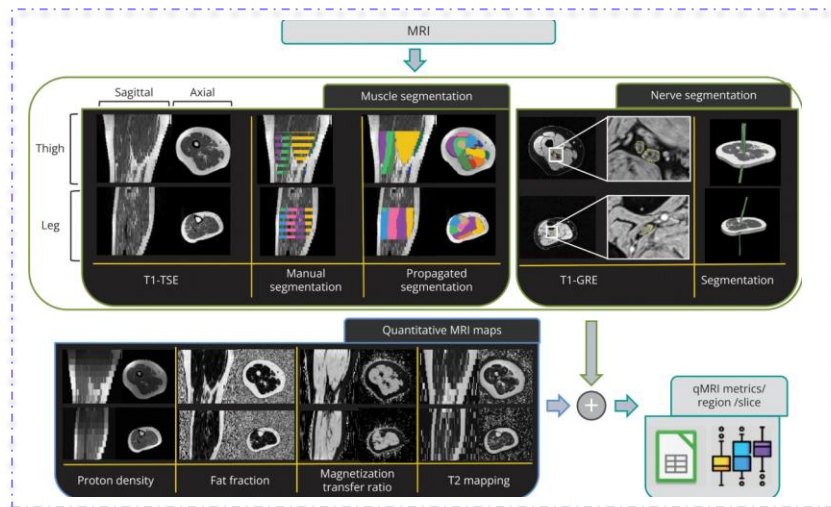 MRI
Sagittal
Axial
Muscle segmentation
Nerve segmentation
Thigh
Leg
T1-TSE
Manual
segmentation
Propagated
segmentation
T1-GRE
Segmentation
Quantitative MRI maps
qMRI metrics/
region /slice
Proton density
Fat fraction
Magnetization
transfer ratio
T2 mapping